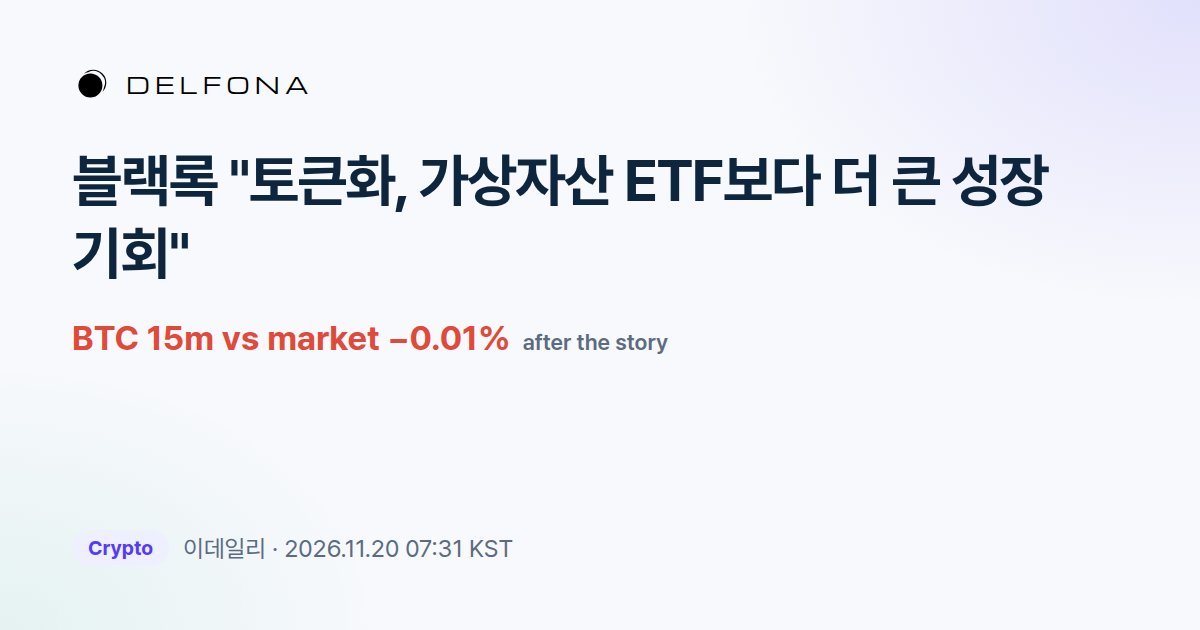 DELFONA
블랙록 "토큰화, 가상자산 ETF보다 더 큰 성장
기회"
BTC 15m vs market −0.01% after the story
Crypto 이데일리 · 2026.11.20 07:31 KST